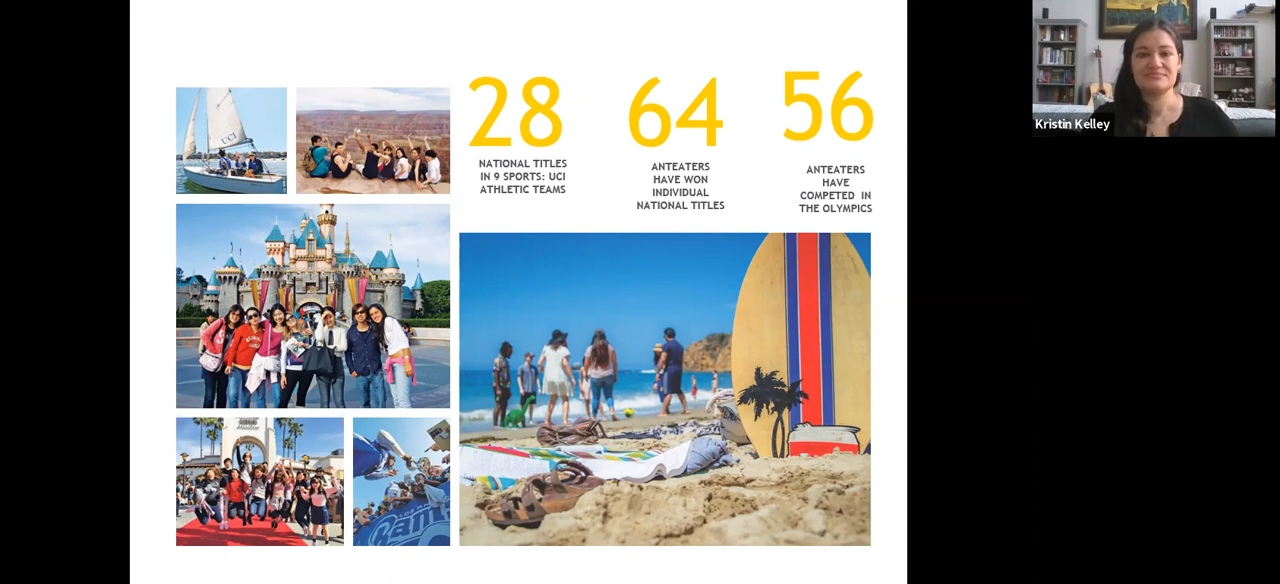 28
NATIONAL TITLES
IN 9 SPORTS: UCI
ATHLETIC TEAMS
64
ANTEATERS
HAVE WON
INDIVIDUAL
NATIONAL TITLES
56
ANTEATERS
HAVE
COMPETED IN
THE OLYMPICS
UCI
Kristin Kelley